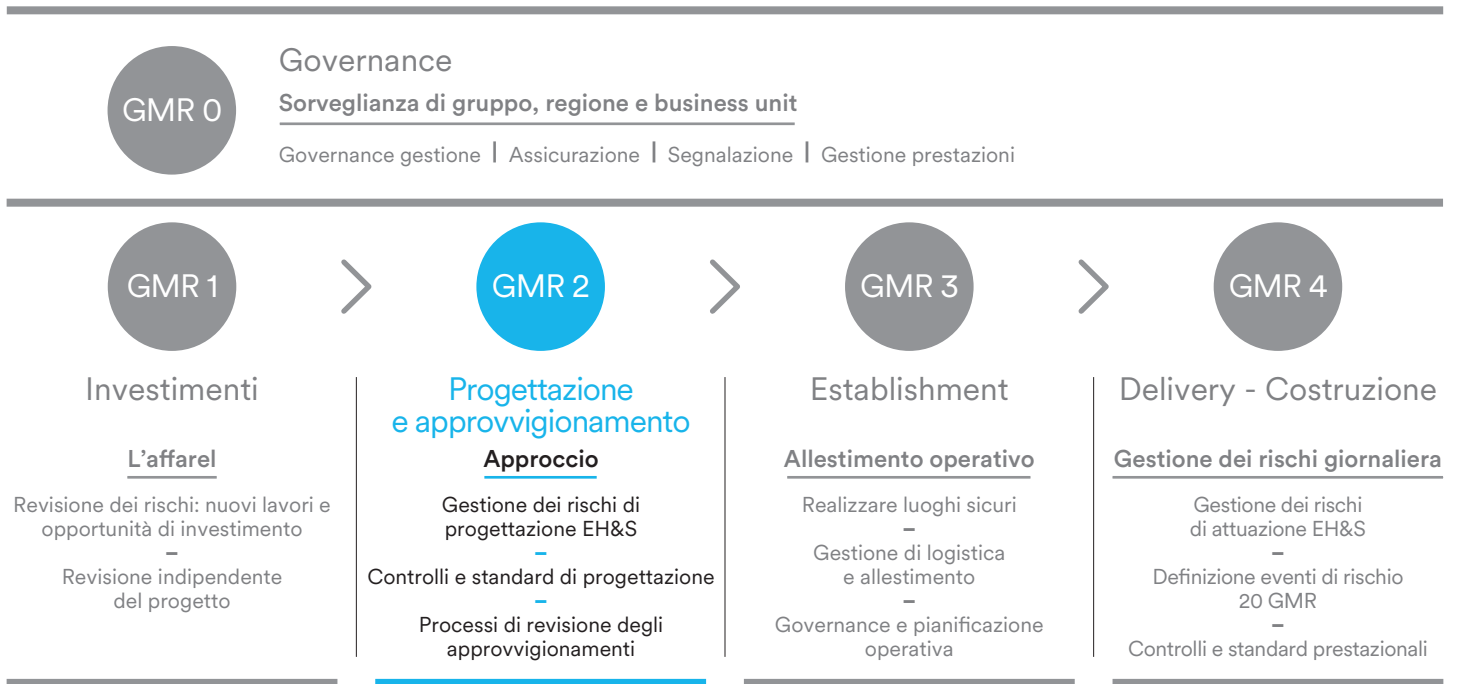 GMR 0
Governance
Sorveglianza di gruppo, regione e business unit
Governance gestione | Assicurazione | Segnalazione | Gestione prestazioni
GMR 1
Investimenti
L'affarel
Revisione dei rischi: nuovi lavori e
opportunità di investimento
–
Revisione indipendente
del progetto
GMR 2
Progettazione
e approvvigionamento
Approccio
Gestione dei rischi di
progettazione EH&S
–
Controlli e standard di progettazione
–
Processi di revisione degli
approvvigionamenti
GMR 3
Establishment
Allestimento operativo
Realizzare luoghi sicuri
–
Gestione di logistica
e allestimento
–
Governance e pianificazione
operativa
GMR 4
Delivery - Costruzione
Gestione dei rischi giornaliera
Gestione dei rischi
di attuazione EH&S
–
Definizione eventi di rischio
20 GMR
–
Controlli e standard prestazionali